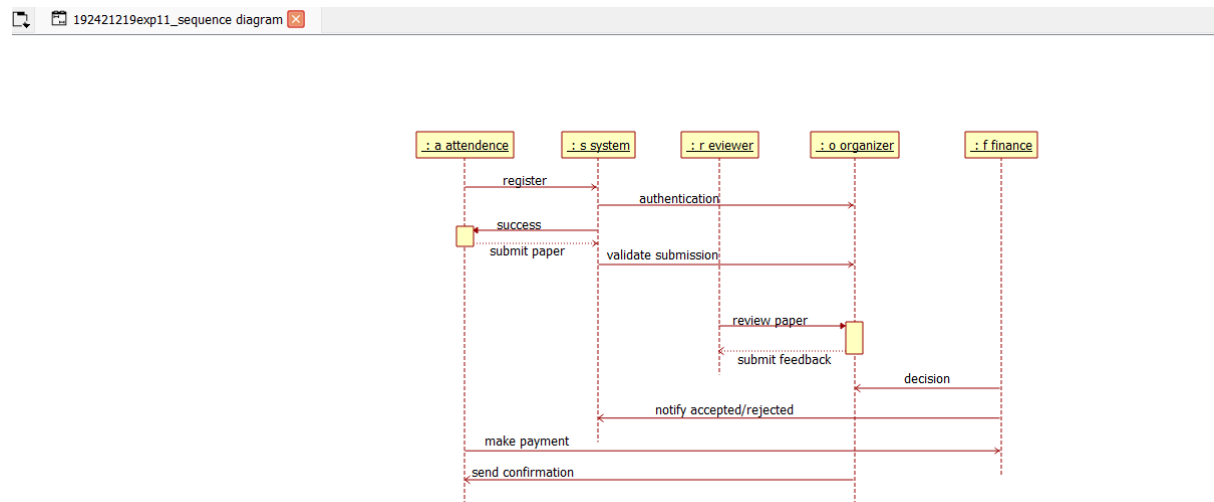 192421219exp11_sequence diagram
: a attendence
: s system
: r eviewer
: o organizer
: f finance
register
authentication
success
submit paper
validate submission
review paper
submit feedback
decision
notify accepted/rejected
make payment
send confirmation